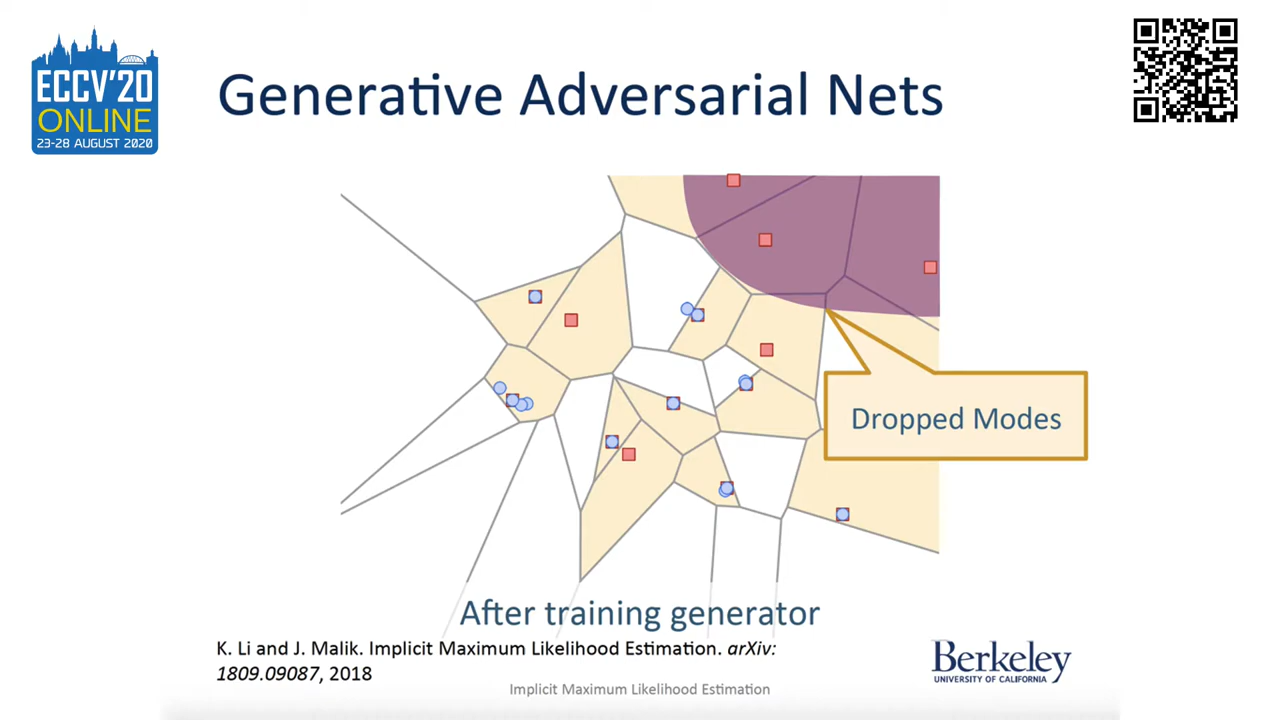 ECCV'20
ONLINE
23-28 AUGUST 2020
Generative Adversarial Nets
Dropped Modes
After training generator
K. Li and J. Malik. Implicit Maximum Likelihood Estimation. arXiv:
1809.09087, 2018
Implicit Maximum Likelihood Estimation
Berkeley
UNIVERSITY OF CALIFORNIA